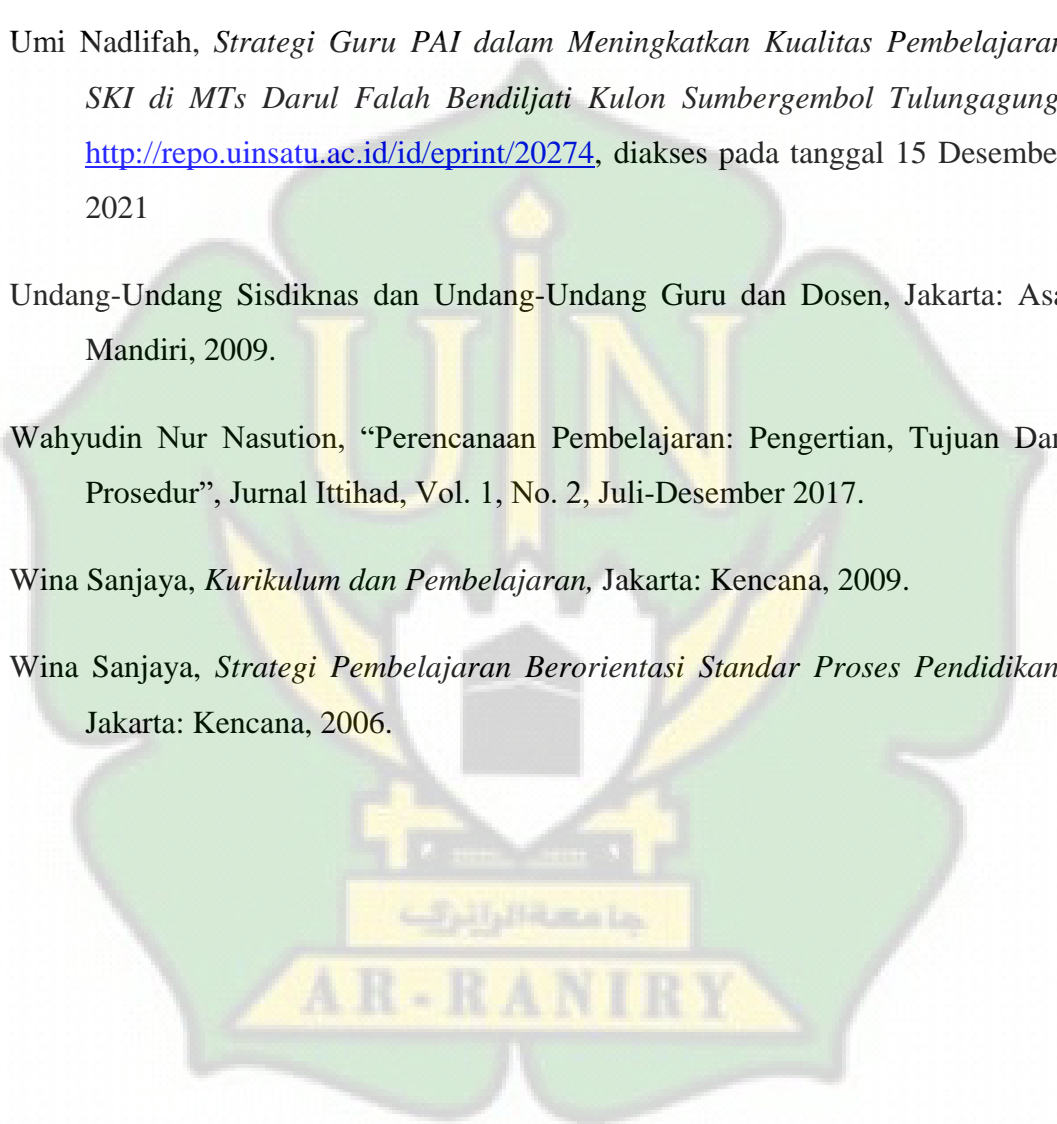 Umi Nadlifah, Strategi Guru PAI dalam Meningkatkan Kualitas Pembelajaran
SKI di MTs Darul Falah Bendiljati Kulon Sumbergembol Tulungagung
http://repo.uinsatu.ac.id/id/eprint/20274, diakses pada tanggal 15 Desember
2021
Undang-Undang Sisdiknas dan Undang-Undang Guru dan Dosen, Jakarta: Asa
Mandiri, 2009.
Wahyudin Nur Nasution, “Perencanaan Pembelajaran: Pengertian, Tujuan Dan
Prosedur”, Jurnal Ittihad, Vol. 1, No. 2, Juli-Desember 2017.
Wina Sanjaya, Kurikulum dan Pembelajaran, Jakarta: Kencana, 2009.
Wina Sanjaya, Strategi Pembelajaran Berorientasi Standar Proses Pendidikan
Jakarta: Kencana, 2006.
UIN
جامعة الرانري
AR-RANIRY